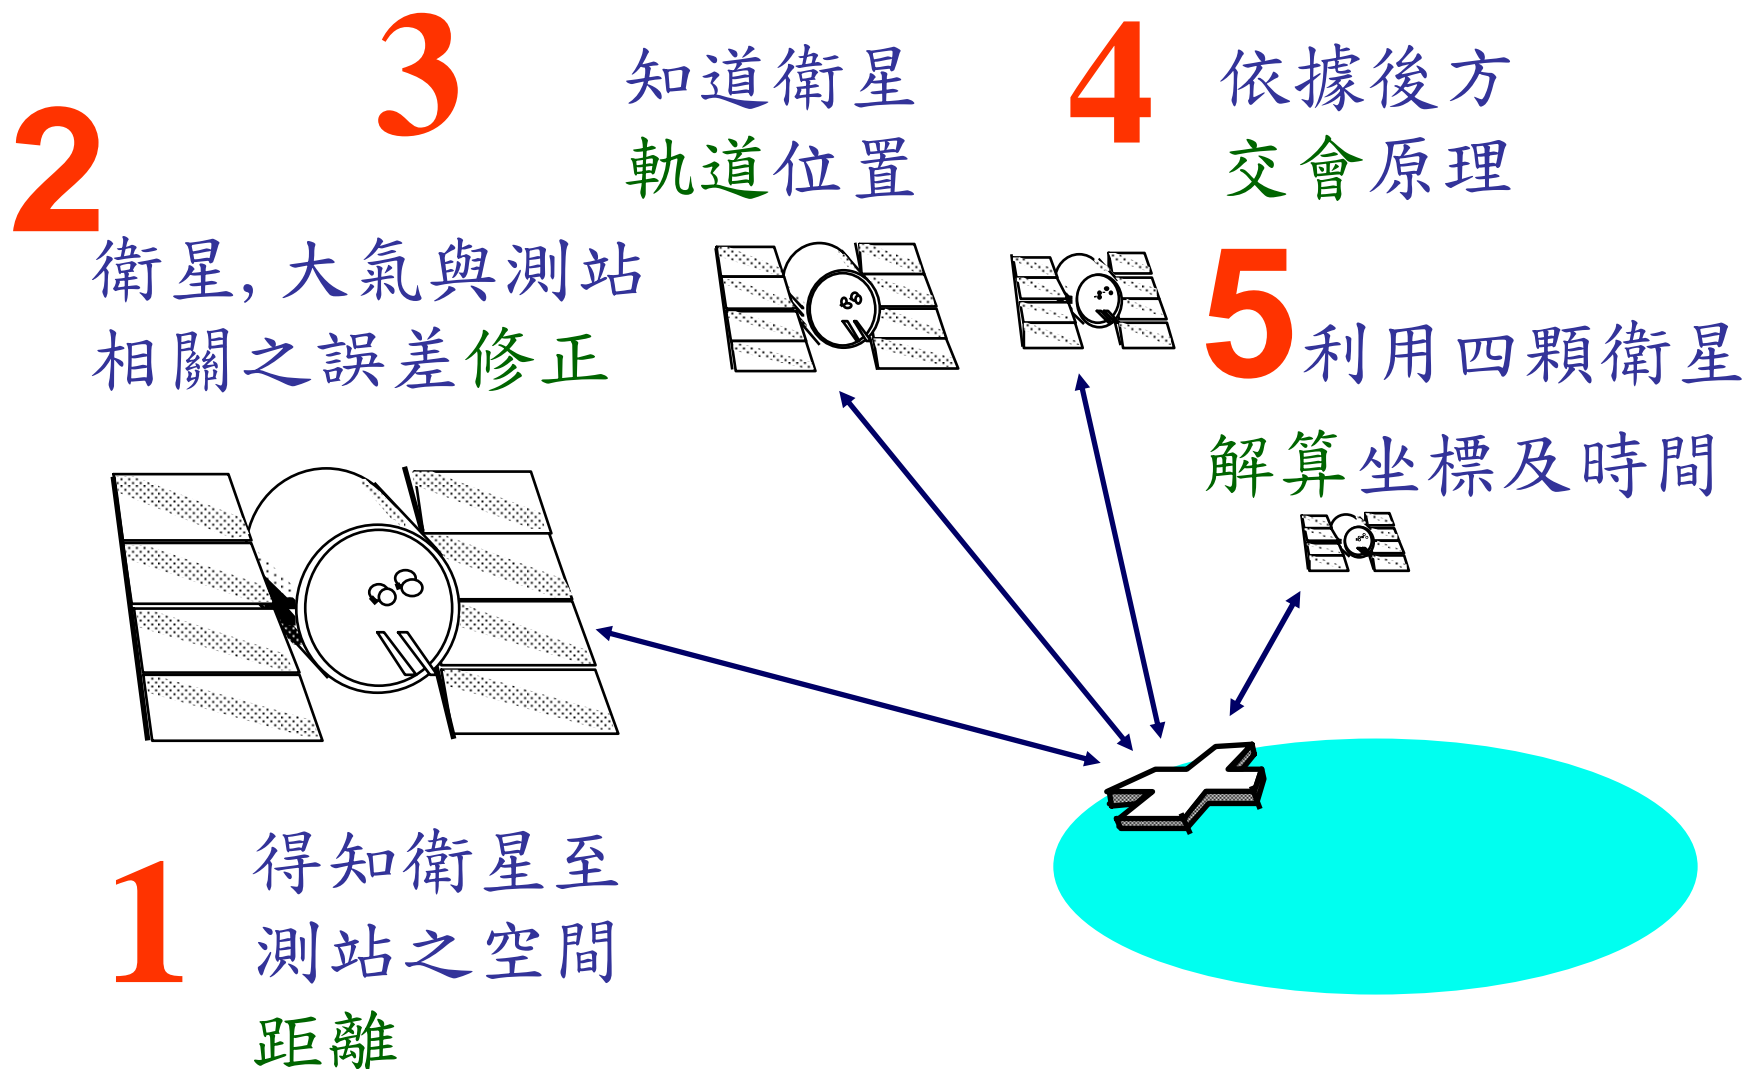 3
知道衛星
軌道位置
4
依據後方
交會原理
2
衛星,大氣與測站
相關之誤差修正
5
利用四顆衛星
解算坐標及時間
1
得知衛星至
測站之空間
距離